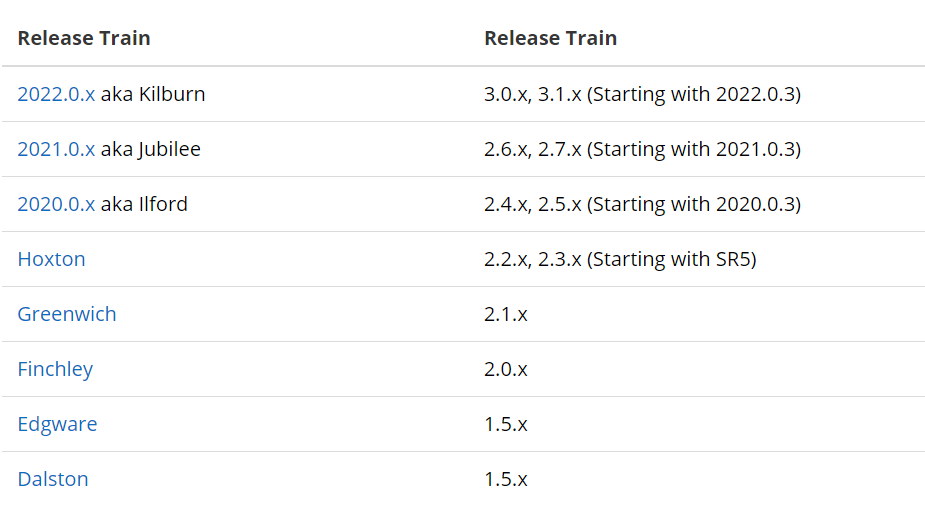 Release Train Release Train
2022.0.x aka Kilburn 3.0.x, 3.1.x (Starting with 2022.0.3)
2021.0.x aka Jubilee 2.6.x, 2.7.x (Starting with 2021.0.3)
2020.0.x aka Ilford 2.4.x, 2.5.x (Starting with 2020.0.3)
Hoxton 2.2.x, 2.3.x (Starting with SR5)
Greenwich 2.1.x
Finchley 2.0.x
Edgware 1.5.x
Dalston 1.5.x